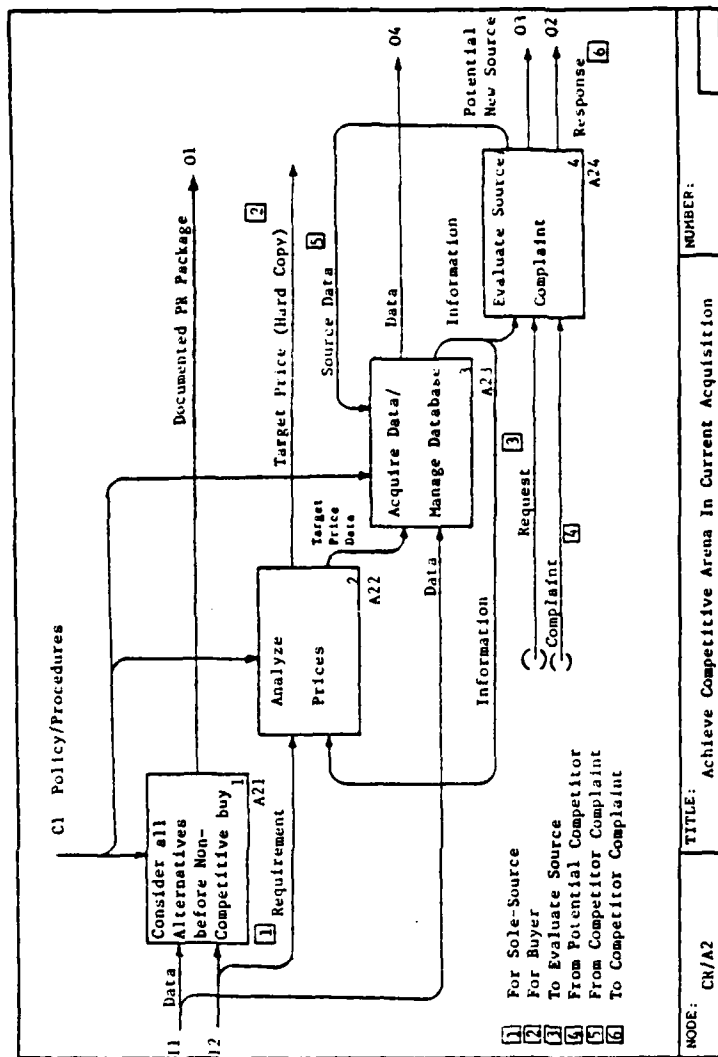 C1 Policy/Procedures
I1
Data
I2
Consider all
Alternatives
before Non-
Competitive buy
1
A21
Documented PR Package
O1
1
Requirement
Analyze
Prices
2
A22
Target Price (Hard Copy)
2
Target
Price
Data
Source Data
5
Acquire Data/
Manage Database
3
A23
Data
O4
Data
Information
Information
Potential
New Source
O3
Evaluate Source/
Complaint
4
A24
O2
Response
6
Request
3
Complaint
4
( )
( )
1 For Sole-Source
2 For Buyer
3 To Evaluate Source
4 From Potential Competitor
5 From Competitor Complaint
6 To Competitor Complaint
NODE: CR/A2
TITLE: Achieve Competitive Arena In Current Acquisition
NUMBER: